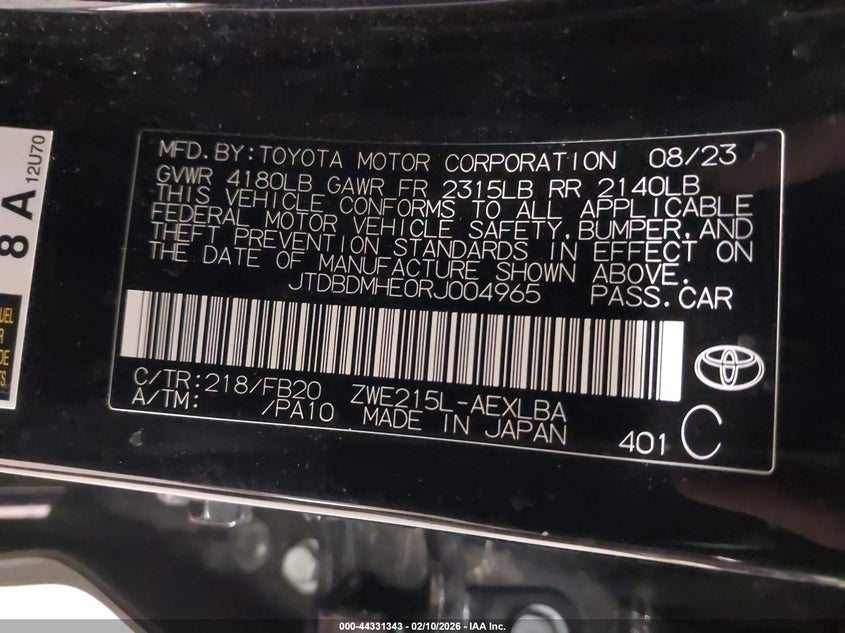 MFD.BY:TOYOTA MOTOR CORPORATION 08/23
GVWR 4180LB GAWR FR 2315LB RR 2140LB
THIS VEHICLE CONFORMS TO ALL APPLICABLE
FEDERAL MOTOR VEHICLE SAFETY,BUMPER,AND
THEFT PREVENTION STANDARDS IN EFFECT ON
THE DATE OF MANUFACTURE SHOWN ABOVE.
JTDBDMHE0RJ004965 PASS.CAR
C/TR:218/FB20 ZWE215L-AEXLBA
A/TM: /PA10 MADE IN JAPAN
401 C
8 A
12U70
000-44331343 - 02/10/2026 - IAA Inc.